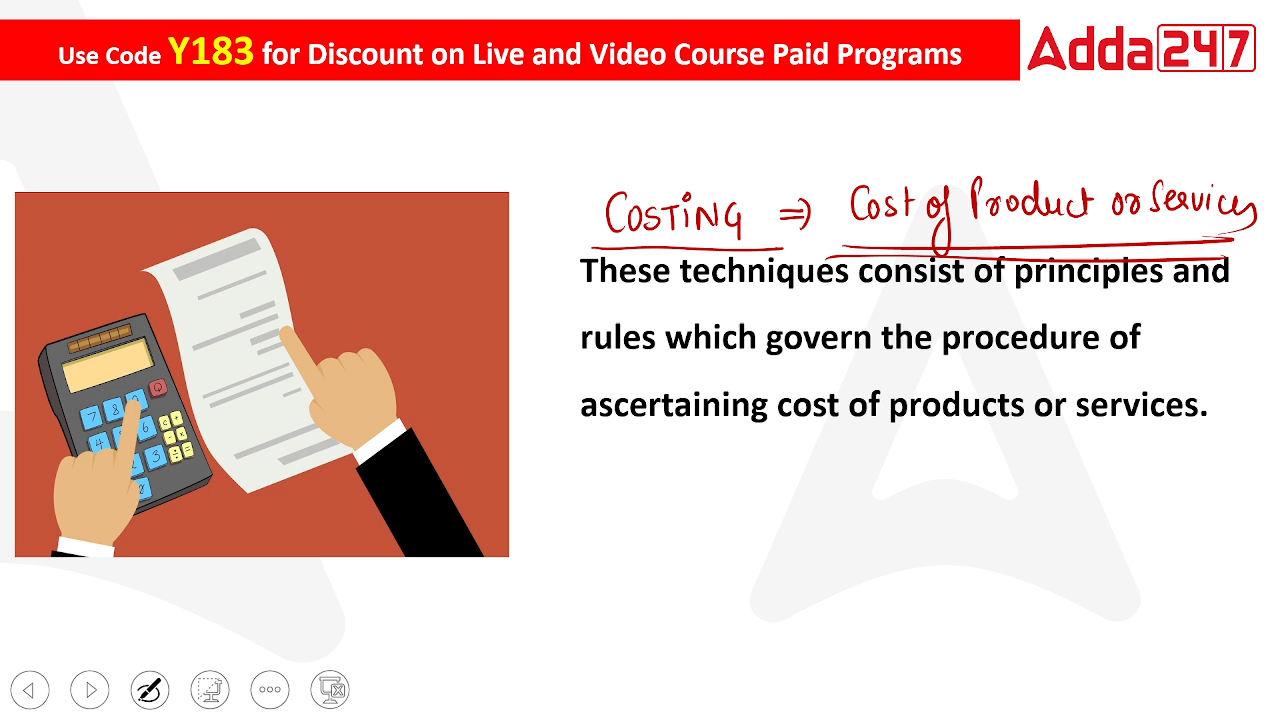 Use Code Y183 for Discount on Live and Video Course Paid Programs
Adda247
COSTING ⇒ Cost of Product or Services
These techniques consist of principles and
rules which govern the procedure of
ascertaining cost of products or services.